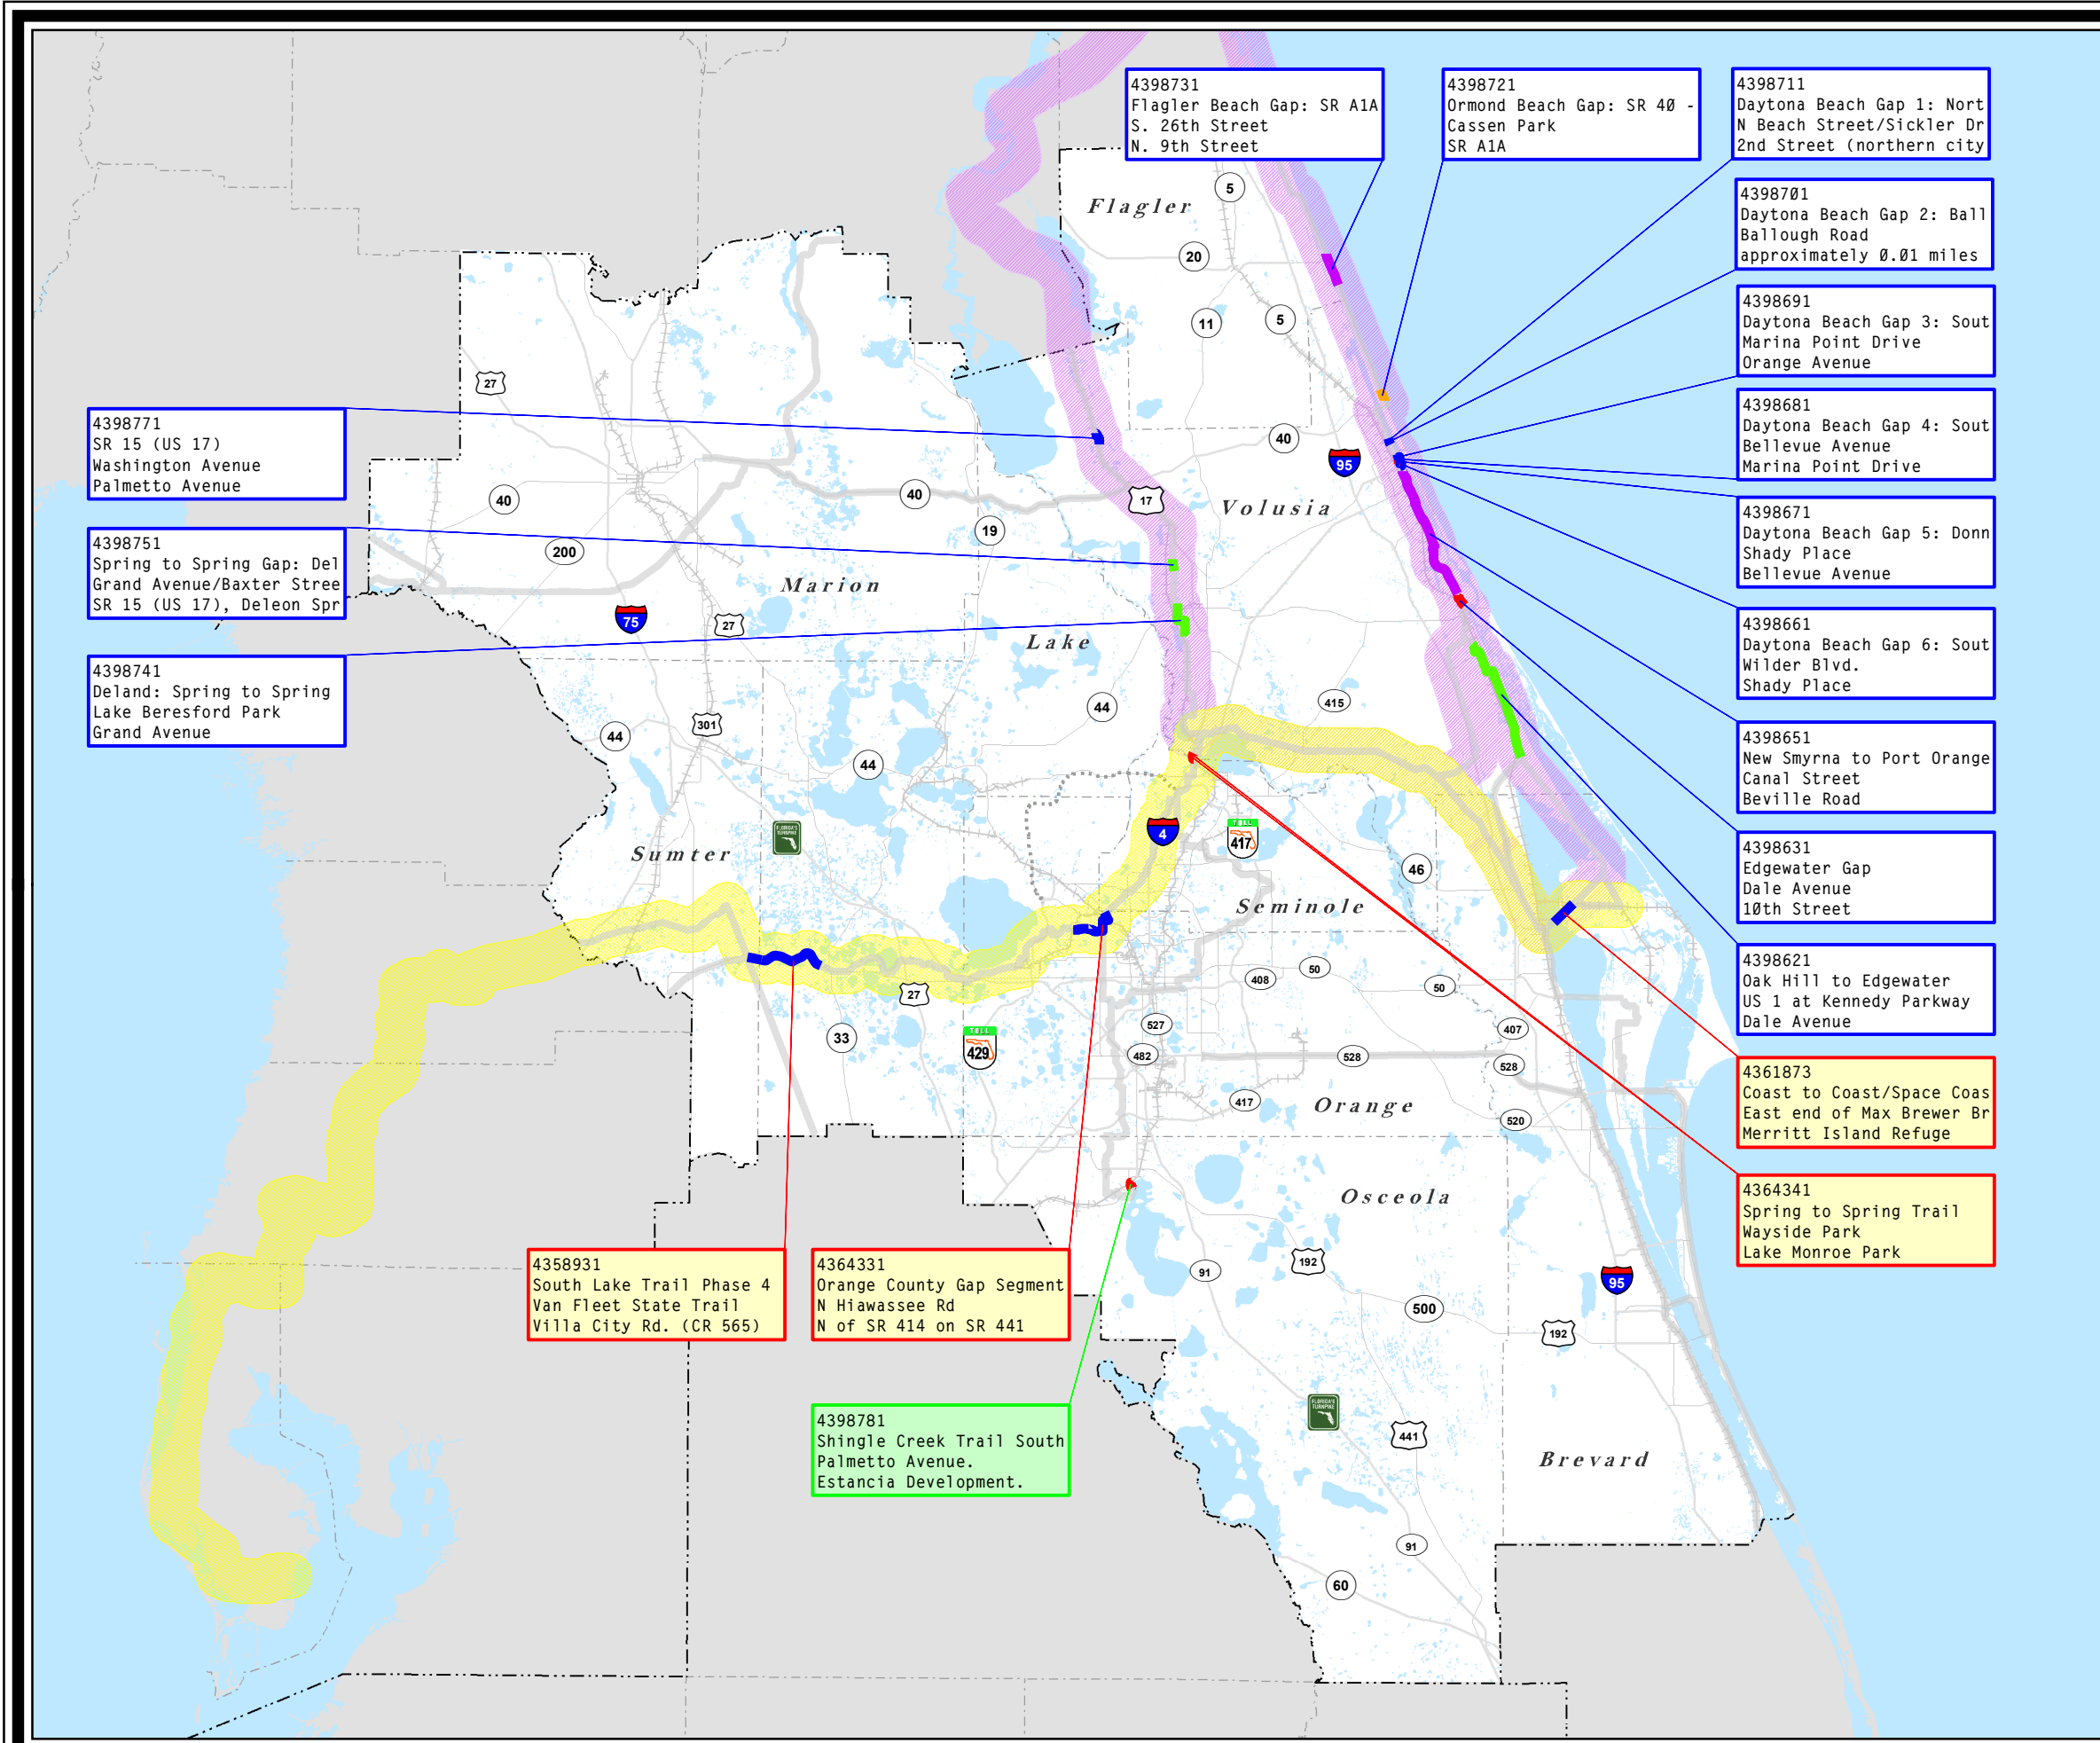 4398731
Flagler Beach Gap: SR A1A
S. 26th Street
N. 9th Street
4398721
Ormond Beach Gap: SR 40 -
Cassen Park
SR A1A
4398711
Daytona Beach Gap 1: Nort
N Beach Street/Sickler Dr
2nd Street (northern city
4398701
Daytona Beach Gap 2: Ball
Ballough Road
approximately 0.01 miles
4398691
Daytona Beach Gap 3: Sout
Marina Point Drive
Orange Avenue
4398681
Daytona Beach Gap 4: Sout
Bellevue Avenue
Marina Point Drive
4398671
Daytona Beach Gap 5: Donn
Shady Place
Bellevue Avenue
4398661
Daytona Beach Gap 6: Sout
Wilder Blvd.
Shady Place
4398651
New Smyrna to Port Orange
Canal Street
Beville Road
4398631
Edgewater Gap
Dale Avenue
10th Street
4398621
Oak Hill to Edgewater
US 1 at Kennedy Parkway
Dale Avenue
4361873
Coast to Coast/Space Coas
East end of Max Brewer Br
Merritt Island Refuge
4364341
Spring to Spring Trail
Wayside Park
Lake Monroe Park
4398771
SR 15 (US 17)
Washington Avenue
Palmetto Avenue
4398751
Spring to Spring Gap: Del
Grand Avenue/Baxter Stree
SR 15 (US 17), Deleon Spr
4398741
Deland: Spring to Spring
Lake Beresford Park
Grand Avenue
4358931
South Lake Trail Phase 4
Van Fleet State Trail
Villa City Rd. (CR 565)
4364331
Orange County Gap Segment
N Hiawassee Rd
N of SR 414 on SR 441
4398781
Shingle Creek Trail South
Palmetto Avenue.
Estancia Development.
Flagler
Volusia
Marion
Lake
Sumter
Seminole
Orange
Osceola
Brevard
5
20
11
5
27
40
95
40
40
17
19
200
75
27
44
415
301
44
44
FLORIDA'S
TURNPIKE
4
TOLL
417
46
27
408
50
50
33
TOLL
429
527
482
407
528
528
417
520
91
192
95
500
192
FLORIDA'S
TURNPIKE
441
91
60